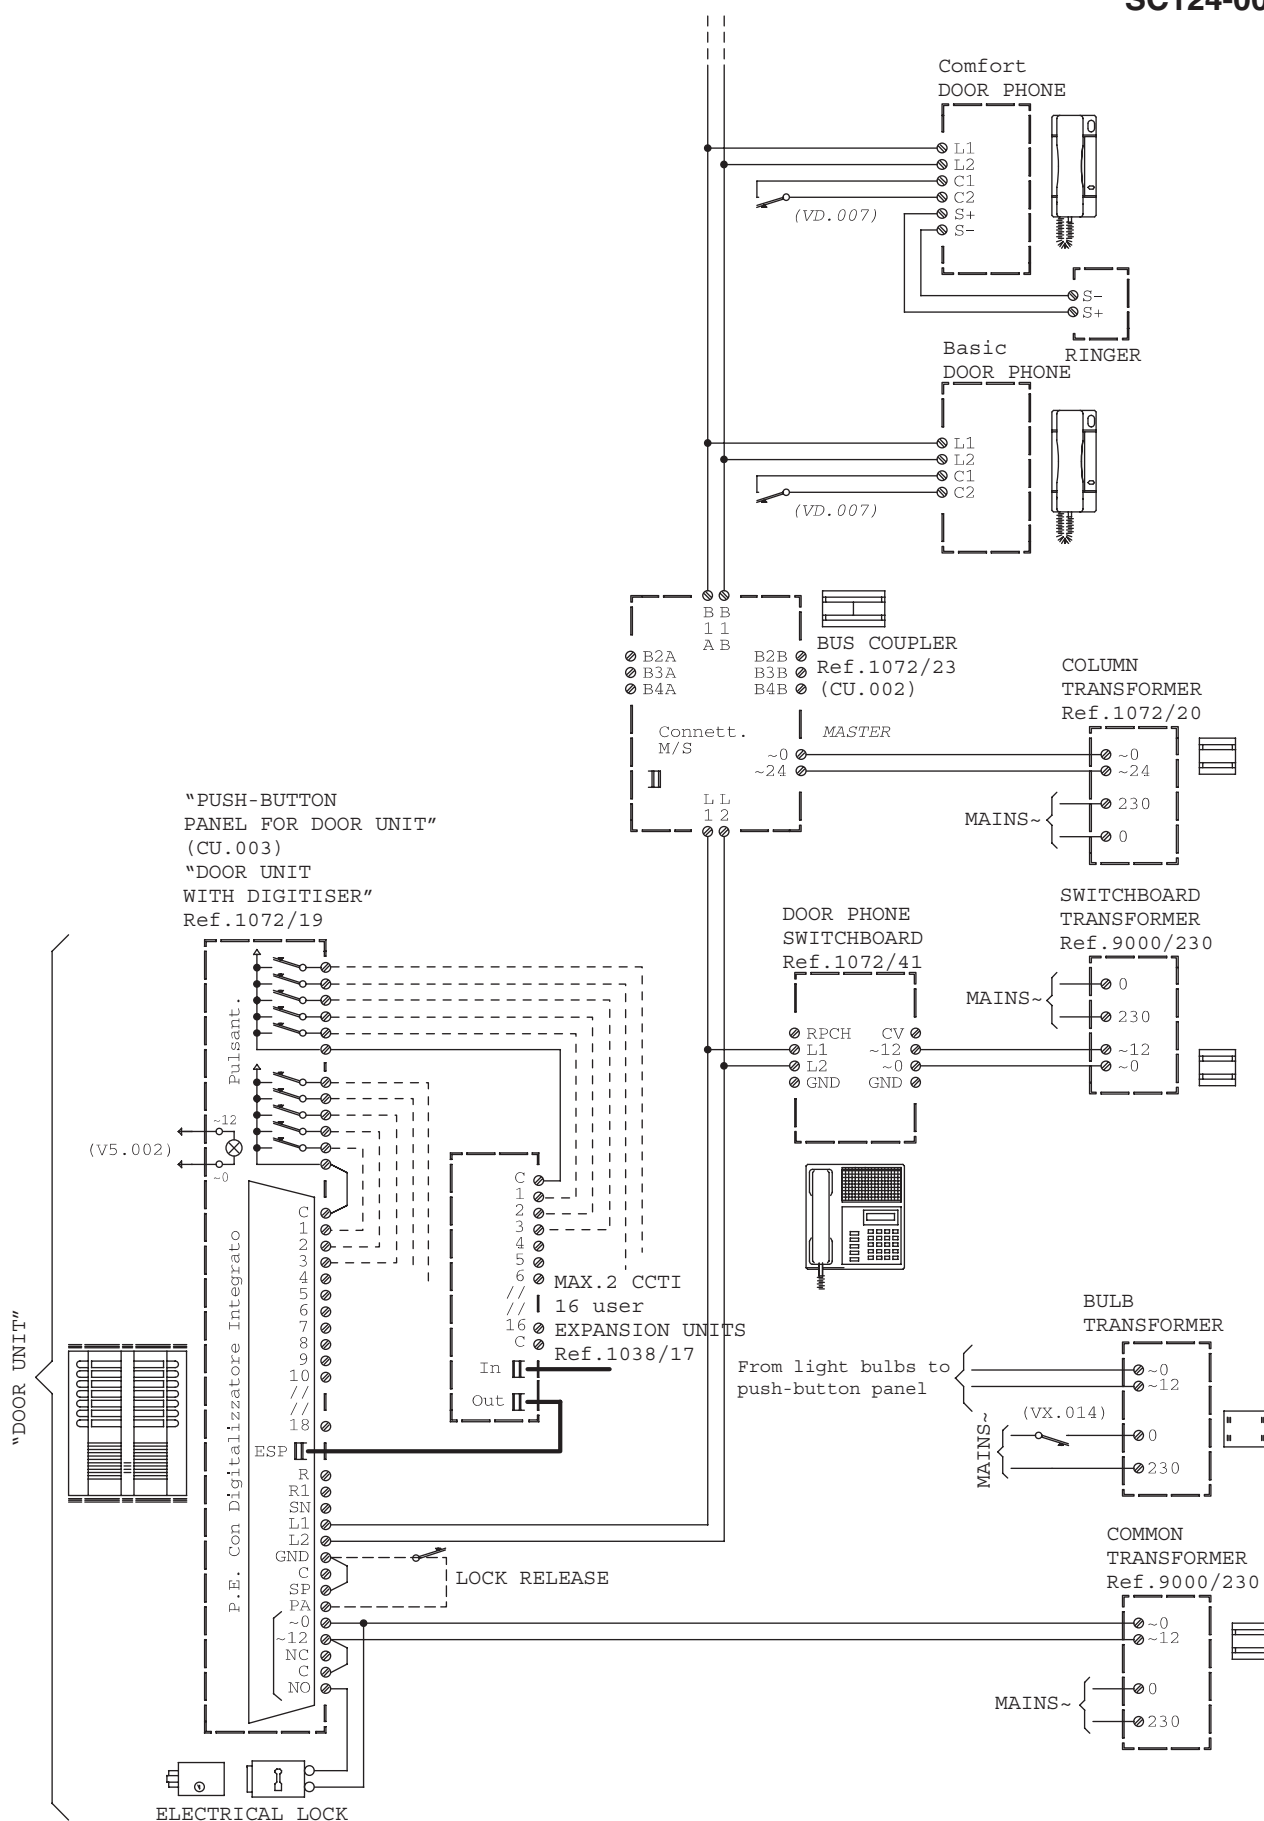 SC124-00
Comfort
DOOR PHONE
L1
L2
C1
C2
S+
S-
(VD.007)
S-
S+
RINGER
Basic
DOOR PHONE
L1
L2
C1
C2
(VD.007)
B B
1 1
A B
B2A
B3A
B4A
B2B
B3B
B4B
BUS COUPLER
Ref.1072/23
(CU.002)
Connett.
M/S
MASTER
~0
~24
L L
1 2
COLUMN
TRANSFORMER
Ref.1072/20
~0
~24
230
0
MAINS~
"PUSH-BUTTON
PANEL FOR DOOR UNIT"
(CU.003)
"DOOR UNIT
WITH DIGITISER"
Ref.1072/19
DOOR PHONE
SWITCHBOARD
Ref.1072/41
RPCH
L1
L2
GND
CV
~12
~0
GND
SWITCHBOARD
TRANSFORMER
Ref.9000/230
0
230
~12
~0
MAINS~
Pulsant.
~12
~0
(V5.002)
"DOOR UNIT"
P.E. Con Digitalizzatore Integrato
C
1
2
3
4
5
6
7
8
9
10
//
//
18
ESP
R
R1
SN
L1
L2
GND
C
SP
PA
~0
~12
NC
C
NO
C
1
2
3
4
5
6
//
//
16
C
In
Out
MAX.2 CCTI
16 user
EXPANSION UNITS
Ref.1038/17
LOCK RELEASE
BULB
TRANSFORMER
From light bulbs to
push-button panel
~0
~12
0
230
(VX.014)
MAINS~
COMMON
TRANSFORMER
Ref.9000/230
~0
~12
0
230
MAINS~
ELECTRICAL LOCK